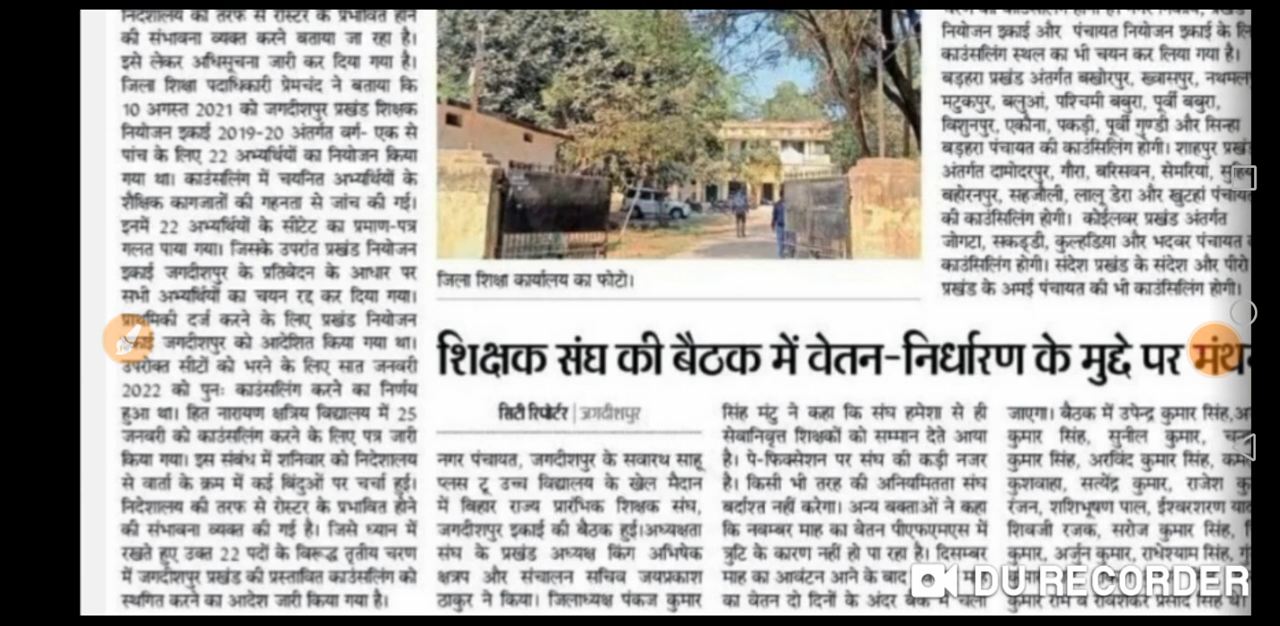 निदेशालय की तरफ से रोस्टर के प्रभावित होने
की संभावना व्यक्त करने बताया जा रहा है।
इसे लेकर अधिसूचना जारी कर दिया गया है।
जिला शिक्षा पदाधिकारी प्रेमचंद ने बताया कि
10 अगस्त 2021 को जगदीशपुर प्रखंड शिक्षक
नियोजन इकाई 2019-20 अंतर्गत वर्ग- एक से
पांच के लिए 22 अभ्यर्थियों का नियोजन किया
गया था। काउंसलिंग में चयनित अभ्यर्थियों के
शैक्षिक कागजातों की गहनता से जांच की गई।
इनमें 22 अभ्यर्थियों के सीटेट का प्रमाण-पत्र
गलत पाया गया। जिसके उपरांत प्रखंड नियोजन
इकाई जगदीशपुर के प्रतिवेदन के आधार पर
सभी अभ्यर्थियों का चयन रद्द कर दिया गया।
प्राथमिकी दर्ज करने के लिए प्रखंड नियोजन
जगदीशपुर को आदेशित किया गया था।
उपरोक्त सीटों को भरने के लिए सात जनवरी
2022 को पुनः काउंसलिंग करने का निर्णय
हुआ था। हित नारायण क्षत्रिय विद्यालय में 25
जनवरी को काउंसलिंग करने के लिए पत्र जारी
किया गया। इस संबंध में शनिवार को निदेशालय
से वार्ता के क्रम में कई बिंदुओं पर चर्चा हुई।
निदेशालय की तरफ से रोस्टर के प्रभावित होने
की संभावना व्यक्त की गई है। जिसे ध्यान में
रखते हुए उक्त 22 पदों के विरूद्ध तृतीय चरण
में जगदीशपुर प्रखंड की प्रस्तावित काउंसलिंग को
स्थगित करने का आदेश जारी किया गया है।
जिला शिक्षा कार्यालय का फोटो।
नियोजन इकाई और पंचायत नियोजन इकाई के
काउंसलिंग स्थल का भी चयन कर लिया गया है।
बड़हरा प्रखंड अंतर्गत बखोरपुर, ख्वासपुर,
मटुकपुर, बलुआं, पश्चिमी बबुरा, पूर्वी बबुरा,
विशुनपुर, एकौना, पकड़ी, पूर्वी गुण्डी और सिन्हा
बड़हरा पंचायत की काउंसिलिंग होगी। शाहपुर
अंतर्गत दामोदरपुर, गौरा, बरिसवन, सेमरिया,
बहोरनपुर, सहजौली, लालू डेरा और खुटहां
की काउंसिलिंग होगी। कोईलवर प्रखंड अंतर्गत
जोगटा, सकड्डी, कुल्हड़िया और भदवर पंचायत
काउंसिलिंग होगी। संदेश प्रखंड के संदेश और पीरो
प्रखंड के अमई पंचायत की भी काउंसिलिंग होगी।
शिक्षक संघ की बैठक में वेतन-निर्धारण के मुद्दे पर
सिटी रिपोर्टर | जगदीशपुर
नगर पंचायत, जगदीशपुर के सवारथ साहू
प्लस टू उच्च विद्यालय के खेल मैदान
में बिहार राज्य प्रारंभिक शिक्षक संघ,
जगदीशपुर इकाई की बैठक हुई।अध्यक्षता
संघ के प्रखंड अध्यक्ष किंग अभिषेक
क्षत्रप और संचालन सचिव जयप्रकाश
ठाकुर ने किया। जिलाध्यक्ष पंकज कुमार
सिंह मंटु ने कहा कि संघ हमेशा से ही
सेवानिवृत्त शिक्षकों को सम्मान देते आया
है। पे-फिक्सेशन पर संघ की कड़ी नजर
है। किसी भी तरह की अनियमितता संघ
बर्दाश्त नहीं करेगा। अन्य वक्ताओं ने कहा
कि नवम्बर माह का वेतन पीएफएमएस में
त्रुटि के कारण नहीं हो पा रहा है। दिसम्बर
माह का आवंटन आने के बाद
का वेतन दो दिनों के अंदर बैंक में चला
जाएगा। बैठक में उपेन्द्र कुमार सिंह,
कुमार सिंह, सुनील कुमार,
कुमार सिंह, अरविंद कुमार सिंह,
कुशवाहा, सत्येंद्र कुमार, राजेश
रंजन, शशिभूषण पाल, ईश्वरशरण
शिवजी रजक, सरोज कुमार सिंह,
कुमार, अर्जुन कुमार, राधेश्याम सिंह,
DU RECORDER
कुमार राम व रविशंकर प्रसाद सिंह थे।